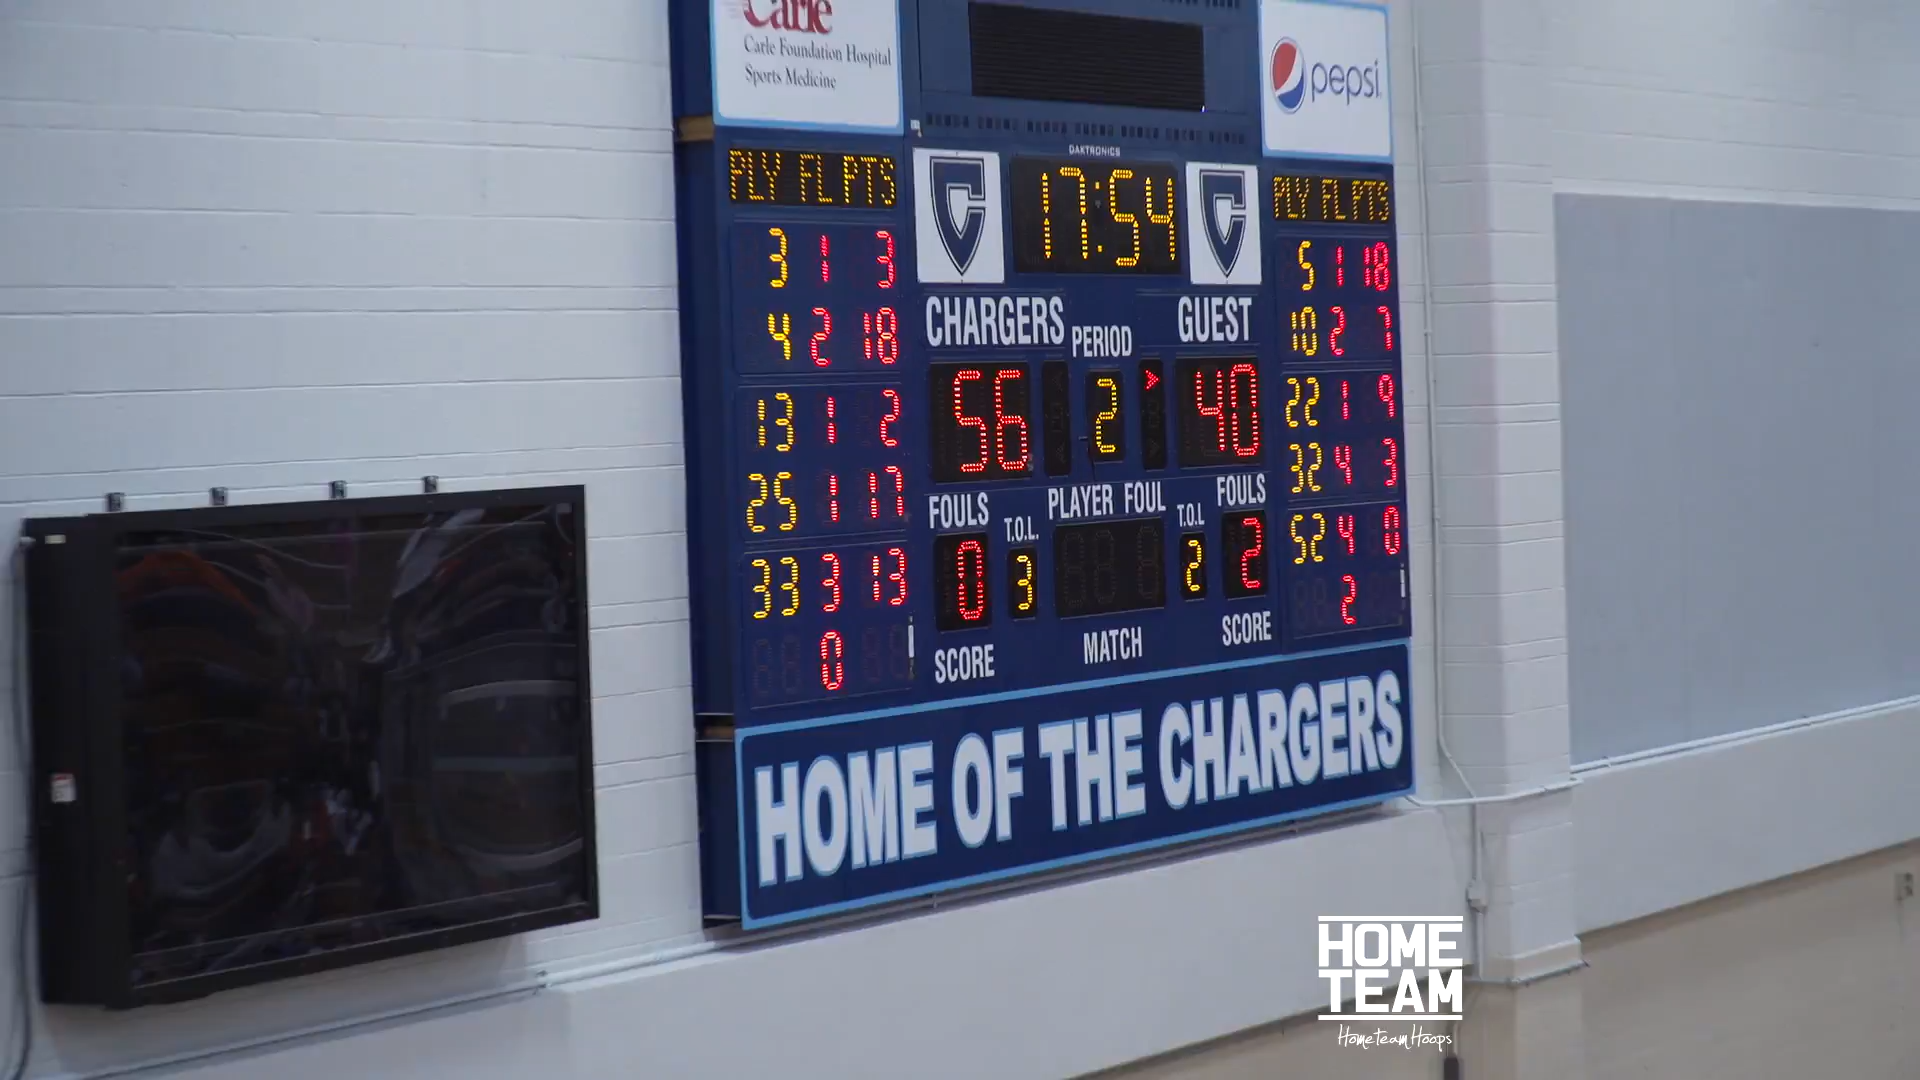 Carle
Carle Foundation Hospital
Sports Medicine
pepsi
DAKTRONICS
PLY FL PTS
17:54
PLY FL PTS
3 1 3
4 2 18
13 1 2
25 1 17
33 3 13
0
CHARGERS
PERIOD
GUEST
56
2
40
FOULS
PLAYER FOUL
FOULS
T.O.L.
T.O.L
0
3
2
2
SCORE
MATCH
SCORE
5 1 18
10 2 7
22 1 9
32 4 3
52 4 0
2
HOME OF THE CHARGERS
HOME
TEAM
HometeamHoops